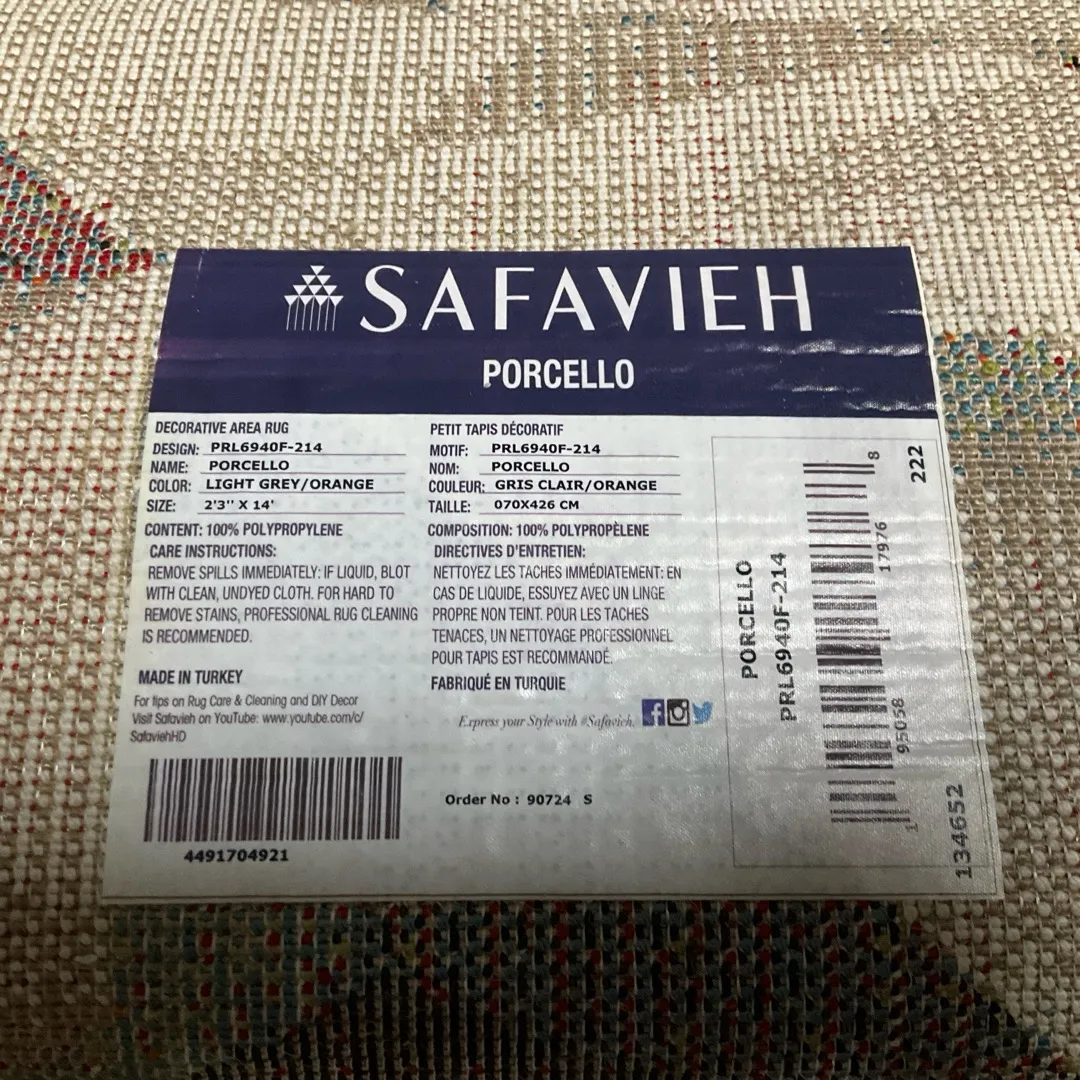 SAFAVIEH
PORCELLO
DECORATIVE AREA RUG
DESIGN: PRL6940F-214
NAME: PORCELLO
COLOR: LIGHT GREY/ORANGE
SIZE: 2'3'' X 14'
CONTENT: 100% POLYPROPYLENE
CARE INSTRUCTIONS:
REMOVE SPILLS IMMEDIATELY: IF LIQUID, BLOT
WITH CLEAN, UNDYED CLOTH. FOR HARD TO
REMOVE STAINS, PROFESSIONAL RUG CLEANING
IS RECOMMENDED.
MADE IN TURKEY
For tips on Rug Care & Cleaning and DIY Decor
Visit Safavieh on YouTube: www.youtube.com/c/
SafaviehHD
4491704921
PETIT TAPIS DÉCORATIF
MOTIF: PRL6940F-214
NOM: PORCELLO
COULEUR: GRIS CLAIR/ORANGE
TAILLE: 070X426 CM
COMPOSITION: 100% POLYPROPÈLENE
DIRECTIVES D'ENTRETIEN:
NETTOYEZ LES TACHES IMMÉDIATEMENT: EN
CAS DE LIQUIDE, ESSUYEZ AVEC UN LINGE
PROPRE NON TEINT. POUR LES TACHES
TENACES, UN NETTOYAGE PROFESSIONNEL
POUR TAPIS EST RECOMMANDÉ.
FABRIQUÉ EN TURQUIE
Express your Style with #Safavieh.
Order No : 90724 S
PORCELLO
PRL6940F-214
1 95058 17976 8
222
134652